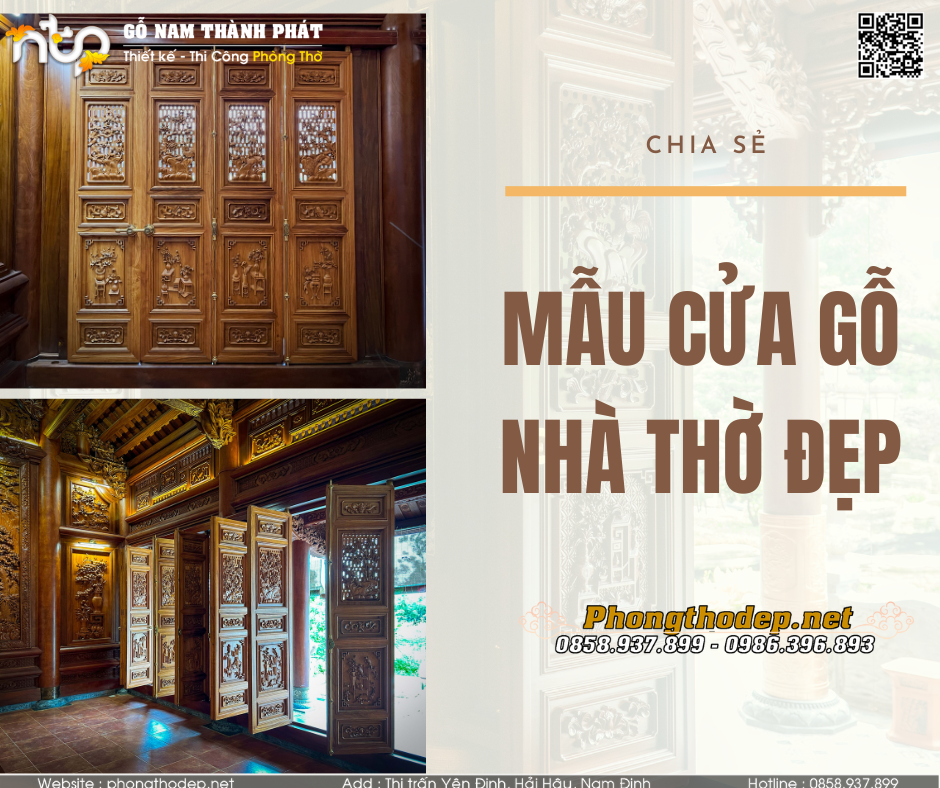 ntp
GỖ NAM THÀNH PHÁT
Thiết kế - Thi Công Phòng Thờ
CHIA SẺ
MẪU CỬA GỖ
NHÀ THỜ ĐẸP
Phongthodep.net
0858.937.899 - 0986.396.893
Website : phongthodep.net
Add : Thị trấn Yên Định, Hải Hậu, Nam Định
Hotline : 0858.937.899